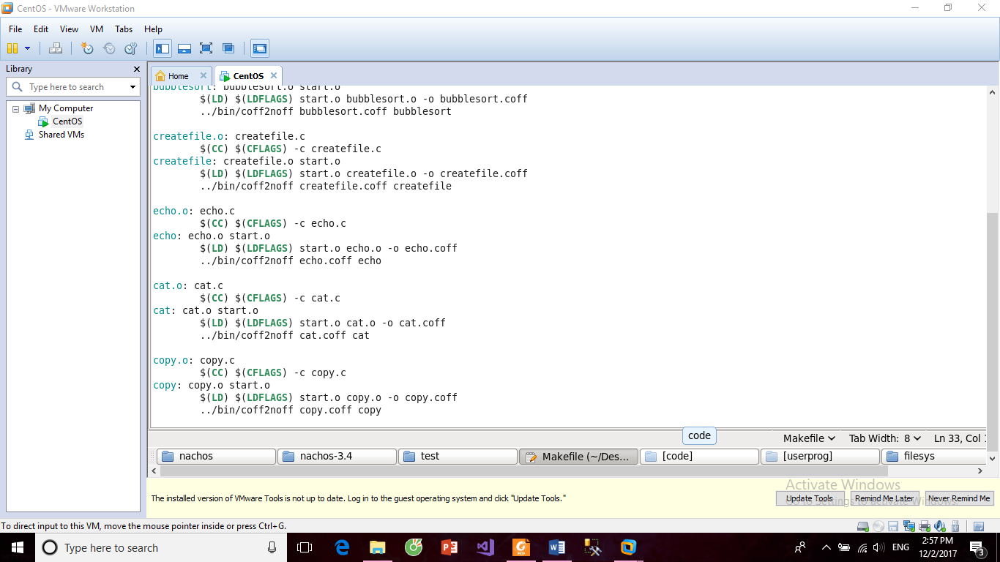 CentOS - VMware Workstation
File Edit View VM Tabs Help
Library
Type here to search
My Computer
CentOS
Shared VMs
Home
CentOS
bubblesort: bubblesort.o start.o
$(LD) $(LDFLAGS) start.o bubblesort.o -o bubblesort.coff
../bin/coff2noff bubblesort.coff bubblesort
createfile.o: createfile.c
$(CC) $(CFLAGS) -c createfile.c
createfile: createfile.o start.o
$(LD) $(LDFLAGS) start.o createfile.o -o createfile.coff
../bin/coff2noff createfile.coff createfile
echo.o: echo.c
$(CC) $(CFLAGS) -c echo.c
echo: echo.o start.o
$(LD) $(LDFLAGS) start.o echo.o -o echo.coff
../bin/coff2noff echo.coff echo
cat.o: cat.c
$(CC) $(CFLAGS) -c cat.c
cat: cat.o start.o
$(LD) $(LDFLAGS) start.o cat.o -o cat.coff
../bin/coff2noff cat.coff cat
copy.o: copy.c
$(CC) $(CFLAGS) -c copy.c
copy: copy.o start.o
$(LD) $(LDFLAGS) start.o copy.o -o copy.coff
../bin/coff2noff copy.coff copy
code
Makefile Tab Width: 8 Ln 33, Col
nachos nachos-3.4 test Makefile (~/Des... [code] [userprog] filesys
Activate Windows
Go to Settings to activate Windows.
The installed version of VMware Tools is not up to date. Log in to the guest operating system and click "Update Tools."
Update Tools Remind Me Later Never Remind Me
To direct input to this VM, move the mouse pointer inside or press Ctrl+G.
Type here to search
ENG
2:57 PM
12/2/2017
3